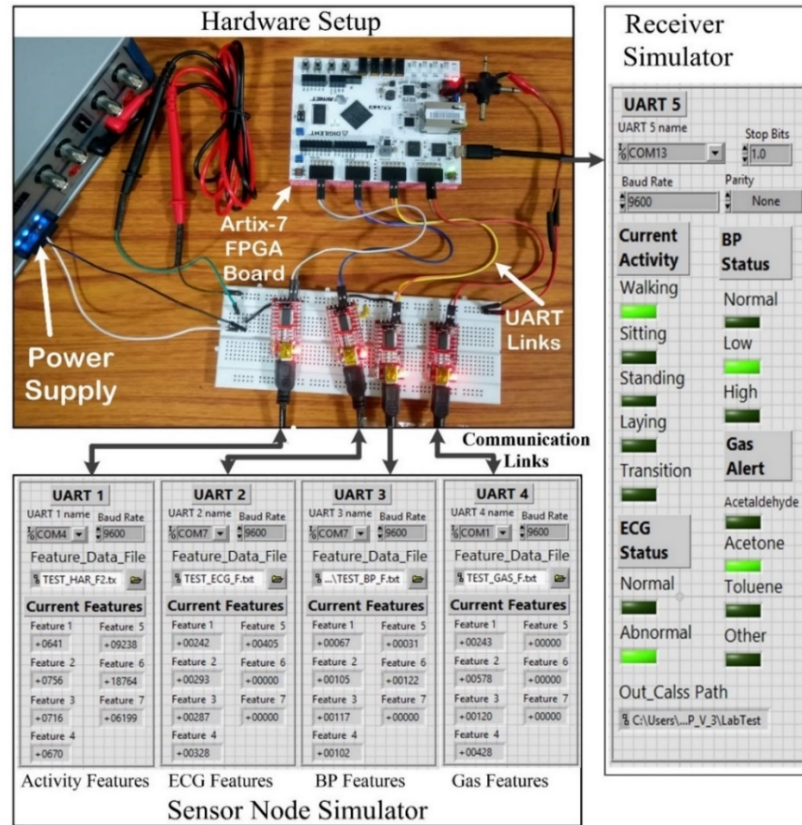 Hardware Setup
AVNET
ARTY
DIGILENT
Artix-7
FPGA
Board
UART
Links
Power
Supply
Communication
Links
UART 1
UART 1 name Baud Rate
COM4 9600
Feature_Data_File
TEST_HAR_F2.tx
Current Features
Feature 1 Feature 5
+0641 +09238
Feature 2 Feature 6
+0756 +18764
Feature 3 Feature 7
+0716 +06199
Feature 4
+0670
Activity Features
UART 2
UART 2 name Baud Rate
COM7 9600
Feature_Data_File
TEST_ECG_F.txt
Current Features
Feature 1 Feature 5
+00242 +00405
Feature 2 Feature 6
+00293 +00000
Feature 3 Feature 7
+00287 +00000
Feature 4
+00328
ECG Features
UART 3
UART 3 name Baud Rate
COM7 9600
Feature_Data_File
...\TEST_BP_F.txt
Current Features
Feature 1 Feature 5
+00067 +00031
Feature 2 Feature 6
+00105 +00122
Feature 3 Feature 7
+00117 +00000
Feature 4
+00102
BP Features
UART 4
UART 4 name Baud Rate
COM1 9600
Feature_Data_File
TEST_GAS_F.txt
Current Features
Feature 1 Feature 5
+00243 +00000
Feature 2 Feature 6
+00578 +00000
Feature 3 Feature 7
+00120 +00000
Feature 4
+00428
Gas Features
Sensor Node Simulator
Receiver
Simulator
UART 5
UART 5 name Stop Bits
COM13 1.0
Baud Rate Parity
9600 None
Current
Activity
Walking
Sitting
Standing
Laying
Transition
ECG
Status
Normal
Abnormal
BP
Status
Normal
Low
High
Gas
Alert
Acetaldehyde
Acetone
Toluene
Other
Out_Calss Path
C:\Users\...P_V_3\LabTest